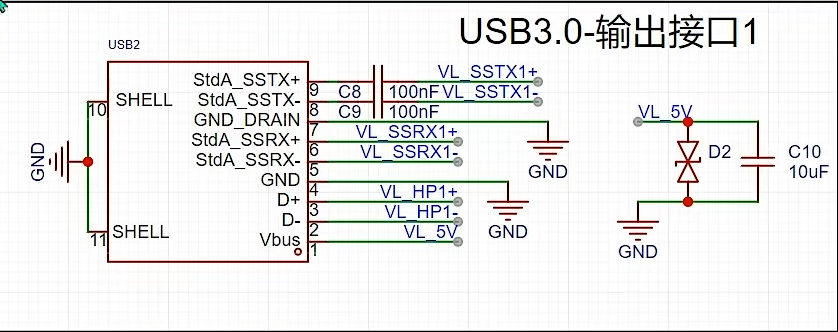 USB3.0-输出接口1
USB2
StdA_SSTX+
9
C8
100nF
VL_SSTX1+
10
SHELL
StdA_SSTX-
8
C9
100nF
VL_SSTX1-
GND_DRAIN
7
GND
StdA_SSRX+
6
VL_SSRX1+
StdA_SSRX-
5
VL_SSRX1-
GND
GND
4
GND
D+
3
VL_HP1+
11
SHELL
D-
2
VL_HP1-
Vbus
1
VL_5V
VL_5V
D2
C10
10uF
GND